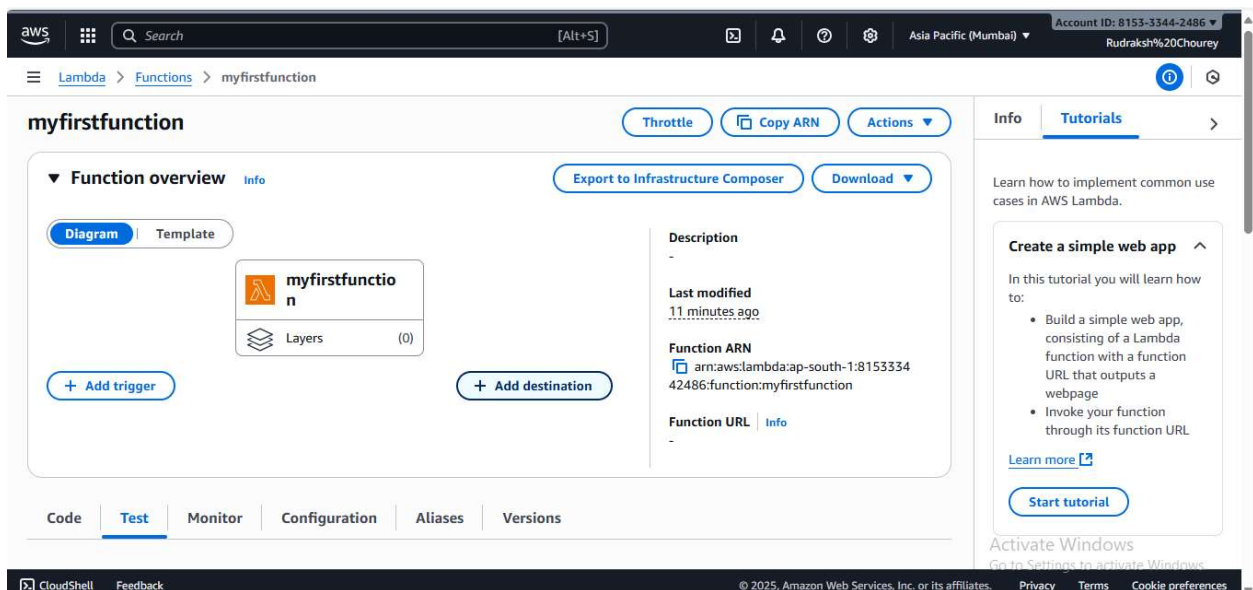 aws
Search [Alt+S]
Asia Pacific (Mumbai) ▼
Account ID: 8153-3344-2486 ▼
Rudraksh%20Chourey
Lambda > Functions > myfirstfunction
myfirstfunction
Throttle
Copy ARN
Actions ▼
Info
Tutorials
▼ Function overview Info
Export to Infrastructure Composer
Download ▼
Diagram
Template
myfirstfunctio
n
Layers (0)
+ Add trigger
+ Add destination
Description
-
Last modified
11 minutes ago
Function ARN
arn:aws:lambda:ap-south-1:8153334
42486:function:myfirstfunction
Function URL Info
-
Learn how to implement common use
cases in AWS Lambda.
Create a simple web app
In this tutorial you will learn how
to:
• Build a simple web app,
consisting of a Lambda
function with a function
URL that outputs a
webpage
• Invoke your function
through its function URL
Learn more
Start tutorial
Code
Test
Monitor
Configuration
Aliases
Versions
Activate Windows
Go to Settings to activate Windows.
CloudShell Feedback
© 2025, Amazon Web Services, Inc. or its affiliates. Privacy Terms Cookie preferences